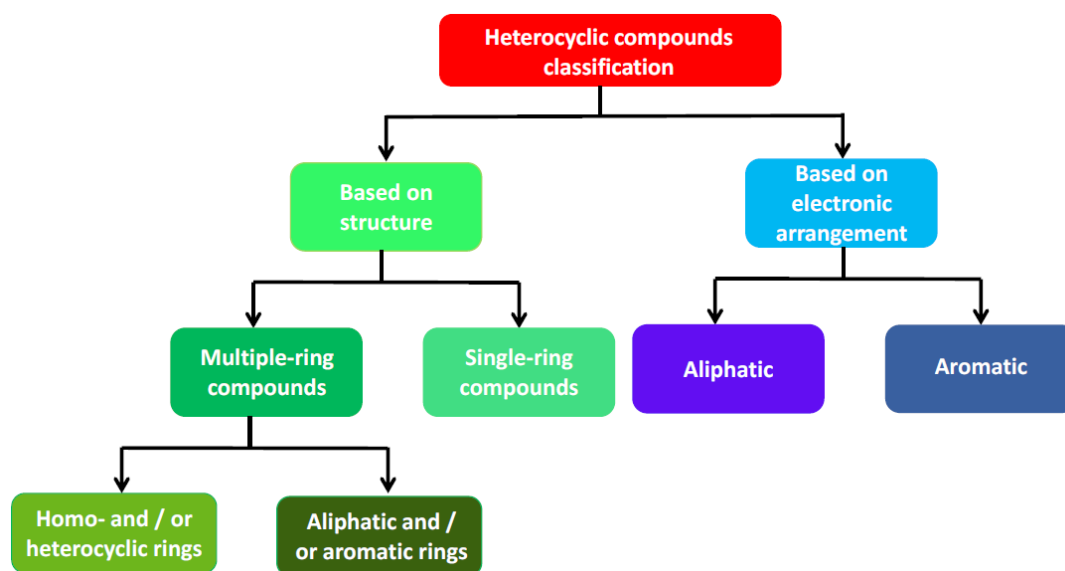 Heterocyclic compounds
classification
Based on
structure
Based on
electronic
arrangement
Multiple-ring
compounds
Single-ring
compounds
Aliphatic
Aromatic
Homo- and / or
heterocyclic rings
Aliphatic and /
or aromatic rings